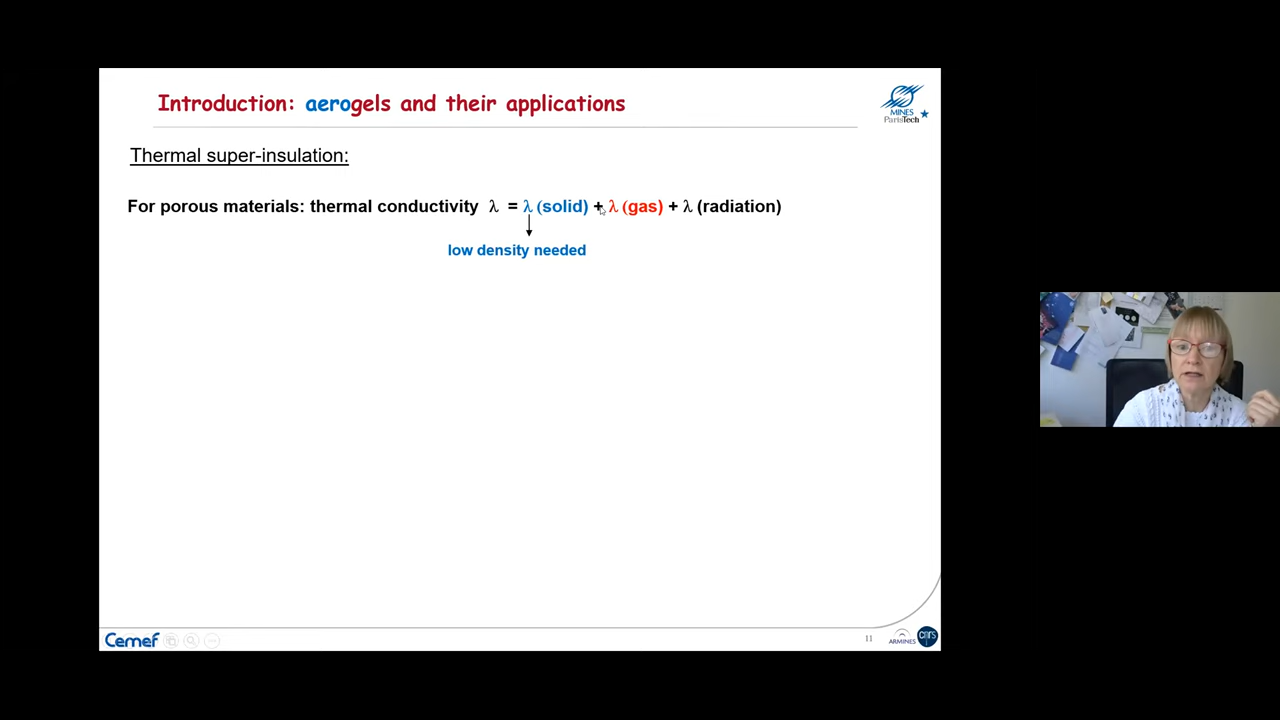 Introduction: aerogels and their applications
MINES
ParisTech
Thermal super-insulation:
For porous materials: thermal conductivity λ = λ (solid) + λ (gas) + λ (radiation)
low density needed
Cemef
11
ARMINES
cnrs